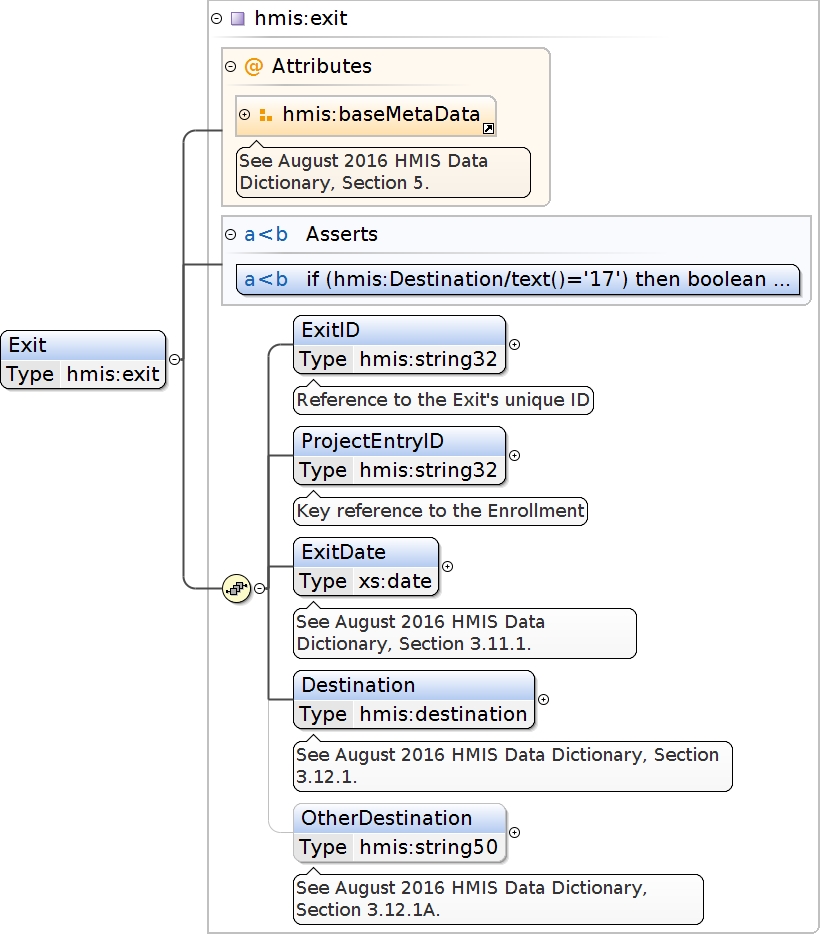 hmis:exit
@ Attributes
hmis:baseMetaData
See August 2016 HMIS Data
Dictionary, Section 5.
a<b Asserts
a<b if (hmis:Destination/text()='17') then boolean ...
Exit
Type hmis:exit
ExitID
Type hmis:string32
Reference to the Exit's unique ID
ProjectEntryID
Type hmis:string32
Key reference to the Enrollment
ExitDate
Type xs:date
See August 2016 HMIS Data
Dictionary, Section 3.11.1.
Destination
Type hmis:destination
See August 2016 HMIS Data Dictionary, Section
3.12.1.
OtherDestination
Type hmis:string50
See August 2016 HMIS Data Dictionary,
Section 3.12.1A.